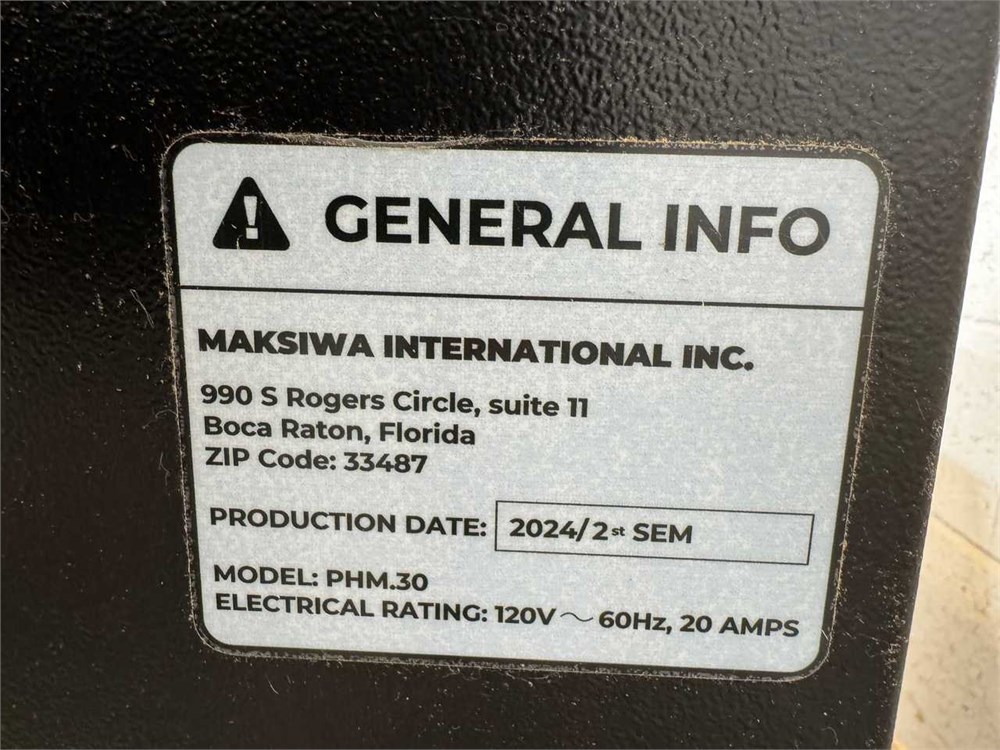 GENERAL INFO
MAKSIWA INTERNATIONAL INC.
990 S Rogers Circle, suite 11
Boca Raton, Florida
ZIP Code: 33487
PRODUCTION DATE: 2024/2st SEM
MODEL: PHM.30
ELECTRICAL RATING: 120V ~ 60Hz, 20 AMPS